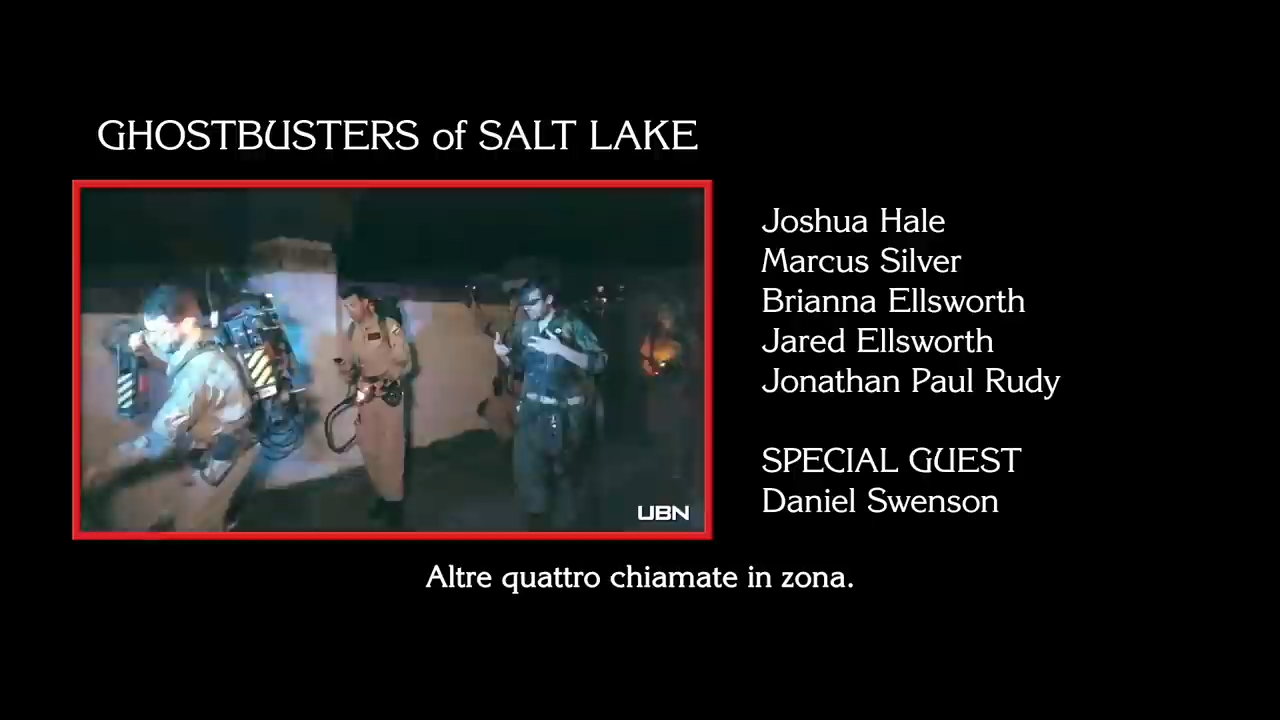 GHOSTBUSTERS of SALT LAKE
Joshua Hale
Marcus Silver
Brianna Ellsworth
Jared Ellsworth
Jonathan Paul Rudy
SPECIAL GUEST
Daniel Swenson
UBN
Altre quattro chiamate in zona.